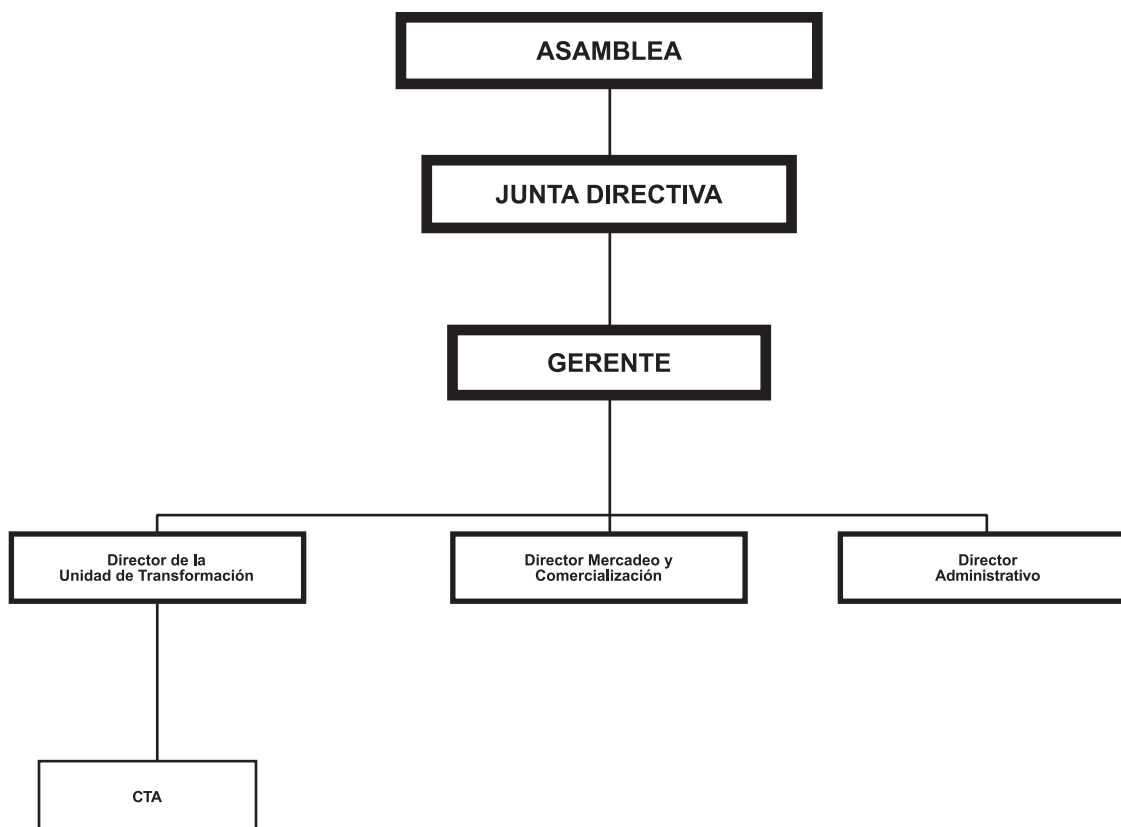 ASAMBLEA
JUNTA DIRECTIVA
GERENTE
Director de la
Unidad de Transformación
Director Mercadeo y
Comercialización
Director
Administrativo
CTA